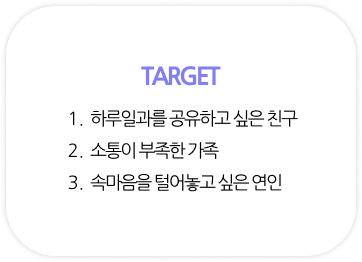 TARGET
1. 하루일과를 공유하고 싶은 친구
2. 소통이 부족한 가족
3. 속마음을 털어놓고 싶은 연인